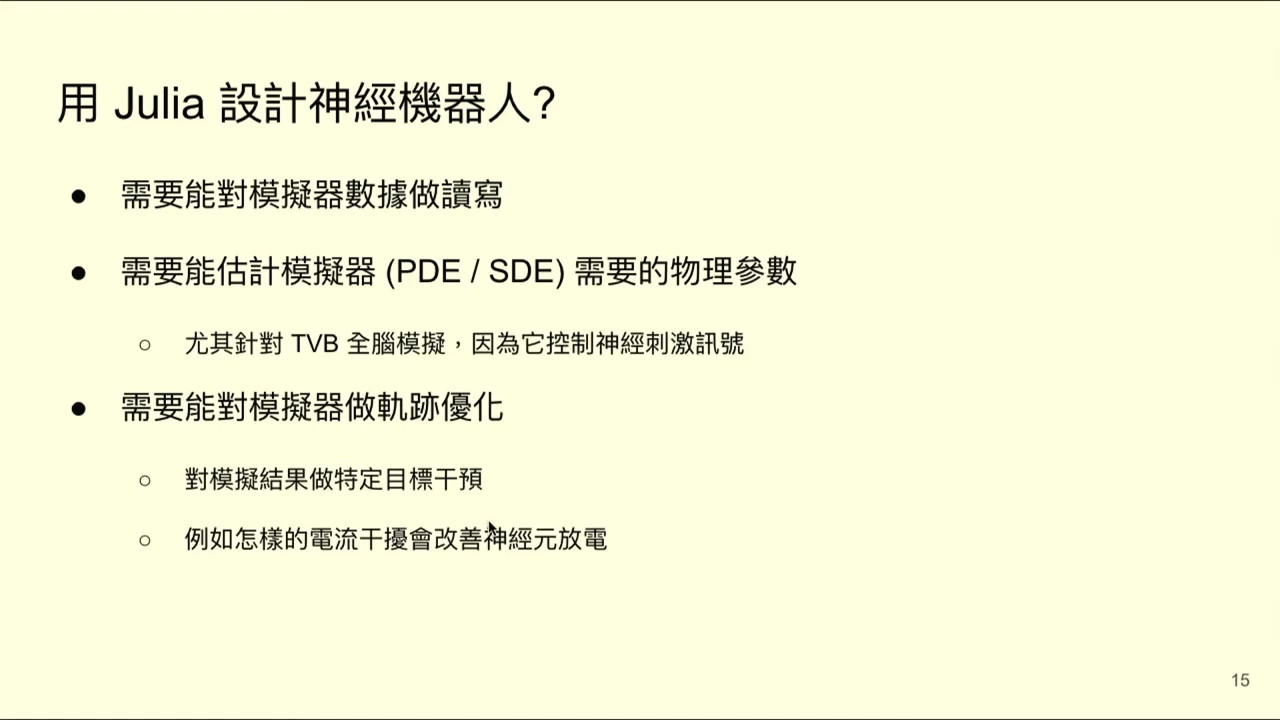 用 Julia 設計神經機器人?
● 需要能對模擬器數據做讀寫
● 需要能估計模擬器 (PDE / SDE) 需要的物理參數
○ 尤其針對 TVB 全腦模擬，因為它控制神經刺激訊號
● 需要能對模擬器做軌跡優化
○ 對模擬結果做特定目標干預
○ 例如怎樣的電流干擾會改善神經元放電
15